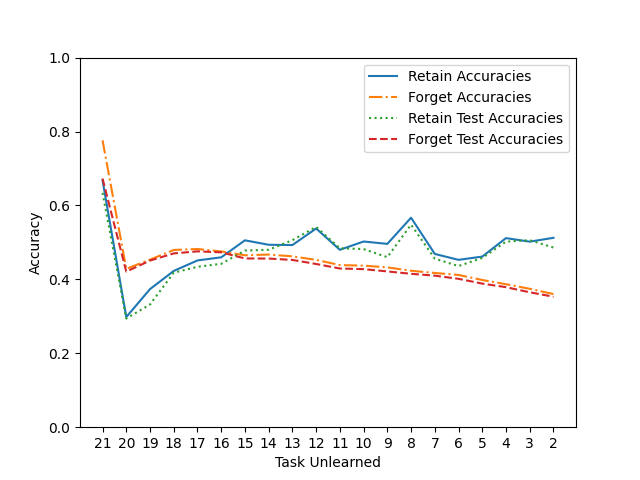 1.0
0.8
0.6
0.4
0.2
0.0
Accuracy
Retain Accuracies
Forget Accuracies
Retain Test Accuracies
Forget Test Accuracies
21 20 19 18 17 16 15 14 13 12 11 10 9 8 7 6 5 4 3 2
Task Unlearned